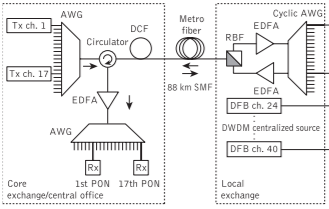 AWG
Tx ch. 1
Tx ch. 17
Circulator
DCF
Metro
fiber
88 km SMF
EDFA
AWG
Rx
Rx
1st PON
17th PON
Core
exchange/central office
RBF
EDFA
EDFA
Cyclic AWG
DFB ch. 24
DWDM centralized source
DFB ch. 40
Local
exchange